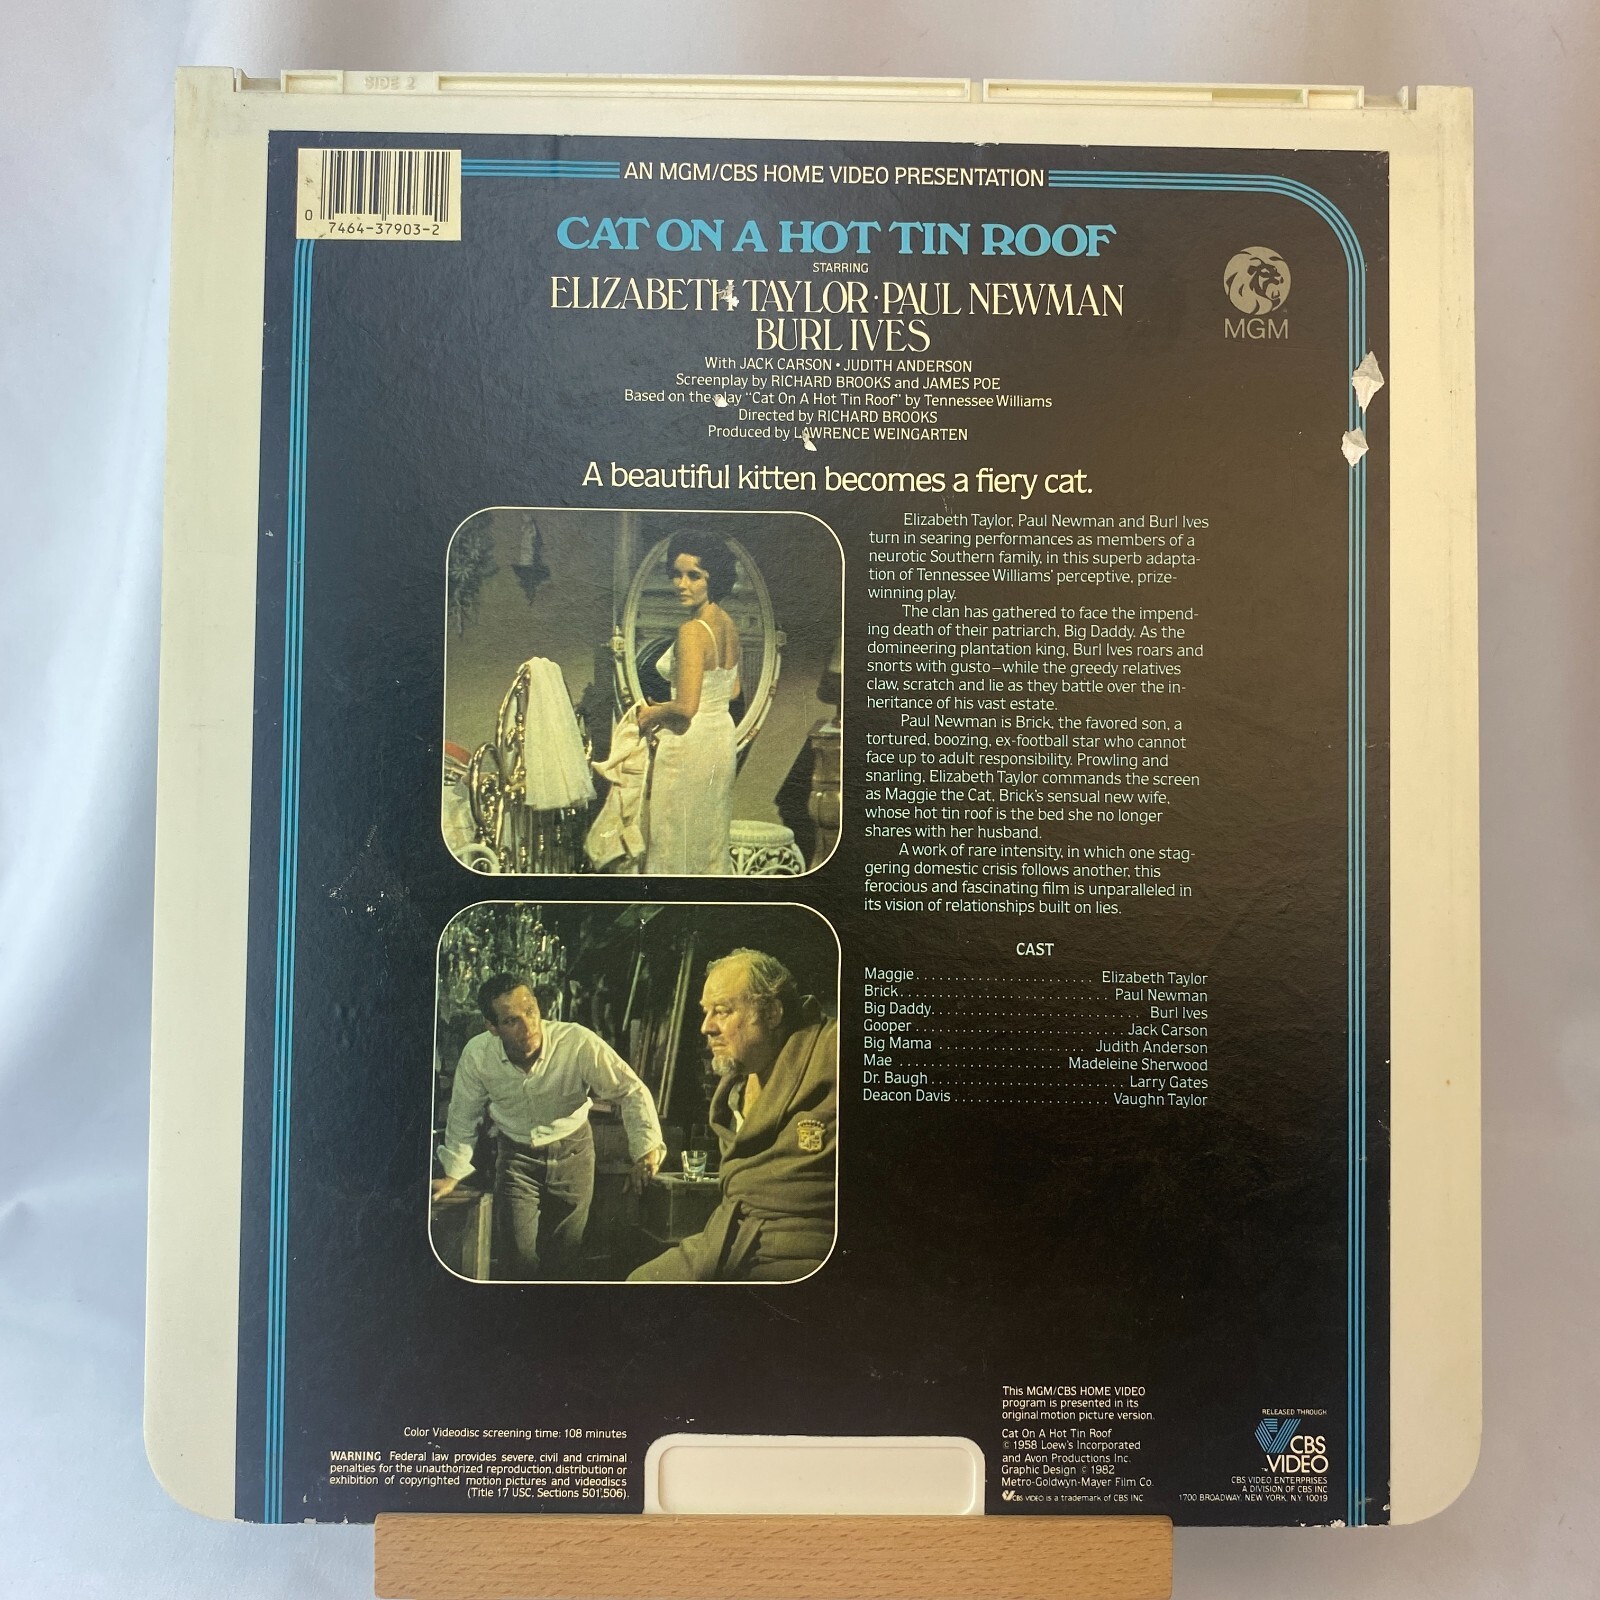 SIDE 2
0 7464-37903-2
AN MGM/CBS HOME VIDEO PRESENTATION
CAT ON A HOT TIN ROOF
STARRING
ELIZABETH TAYLOR · PAUL NEWMAN
BURL IVES
With JACK CARSON • JUDITH ANDERSON
Screenplay by RICHARD BROOKS and JAMES POE
Based on the play "Cat On A Hot Tin Roof" by Tennessee Williams
Directed by RICHARD BROOKS
Produced by LAWRENCE WEINGARTEN
MGM
A beautiful kitten becomes a fiery cat.
Elizabeth Taylor, Paul Newman and Burl Ives
turn in searing performances as members of a
neurotic Southern family, in this superb adapta-
tion of Tennessee Williams' perceptive, prize-
winning play.
The clan has gathered to face the impend-
ing death of their patriarch, Big Daddy. As the
domineering plantation king, Burl Ives roars and
snorts with gusto—while the greedy relatives
claw, scratch and lie as they battle over the in-
heritance of his vast estate.
Paul Newman is Brick, the favored son, a
tortured, boozing, ex-football star who cannot
face up to adult responsibility. Prowling and
snarling, Elizabeth Taylor commands the screen
as Maggie the Cat, Brick's sensual new wife,
whose hot tin roof is the bed she no longer
shares with her husband.
A work of rare intensity, in which one stag-
gering domestic crisis follows another, this
ferocious and fascinating film is unparalleled in
its vision of relationships built on lies.
CAST
Maggie . . . . . . . . . . . . . . . . . . . . . . . Elizabeth Taylor
Brick . . . . . . . . . . . . . . . . . . . . . . . . . . . Paul Newman
Big Daddy . . . . . . . . . . . . . . . . . . . . . . . . . . . Burl Ives
Gooper . . . . . . . . . . . . . . . . . . . . . . . . . . . Jack Carson
Big Mama . . . . . . . . . . . . . . . . . . . Judith Anderson
Mae . . . . . . . . . . . . . . . . . . . . . Madeleine Sherwood
Dr. Baugh . . . . . . . . . . . . . . . . . . . . . . . . . Larry Gates
Deacon Davis . . . . . . . . . . . . . . . . . . . . Vaughn Taylor
Color Videodisc screening time: 108 minutes
WARNING Federal law provides severe, civil and criminal
penalties for the unauthorized reproduction, distribution or
exhibition of copyrighted motion pictures and videodiscs
(Title 17 USC, Sections 501,506).
This MGM/CBS HOME VIDEO
program is presented in its
original motion picture version.
Cat On A Hot Tin Roof
© 1958 Loew's Incorporated
and Avon Productions Inc.
Graphic Design © 1982
Metro-Goldwyn-Mayer Film Co.
CBS VIDEO is a trademark of CBS INC
RELEASED THROUGH
CBS
VIDEO
CBS VIDEO ENTERPRISES
A DIVISION OF CBS INC
1700 BROADWAY, NEW YORK, N.Y. 10019